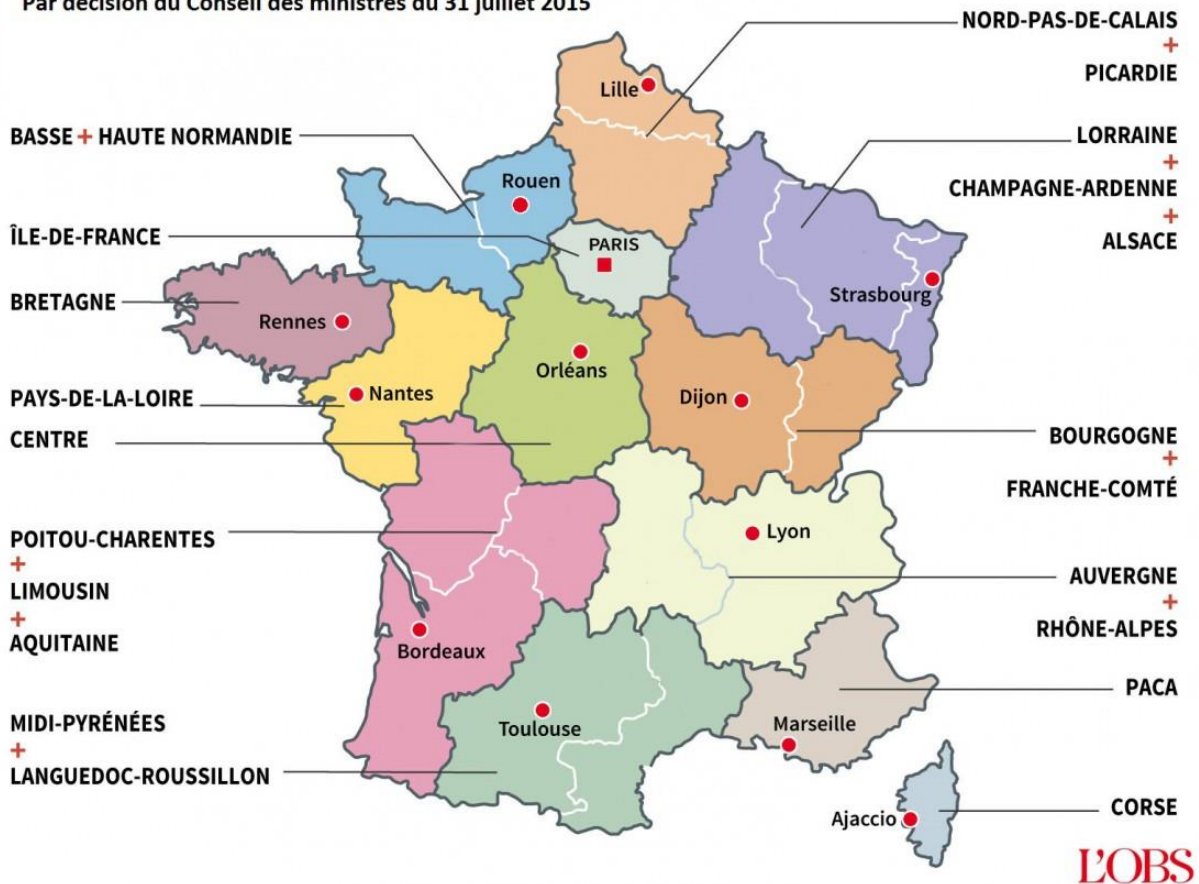 Par décision du Conseil des ministres du 31 juillet 2015
NORD-PAS-DE-CALAIS
+
PICARDIE
Lille
BASSE + HAUTE NORMANDIE
LORRAINE
+
CHAMPAGNE-ARDENNE
+
ALSACE
Rouen
ÎLE-DE-FRANCE
PARIS
BRETAGNE
Rennes
Strasbourg
Orléans
PAYS-DE-LA-LOIRE
Nantes
Dijon
CENTRE
BOURGOGNE
+
FRANCHE-COMTÉ
POITOU-CHARENTES
+
LIMOUSIN
+
AQUITAINE
Lyon
AUVERGNE
+
RHÔNE-ALPES
Bordeaux
PACA
MIDI-PYRÉNÉES
+
LANGUEDOC-ROUSSILLON
Toulouse
Marseille
Ajaccio
CORSE
L'OBS